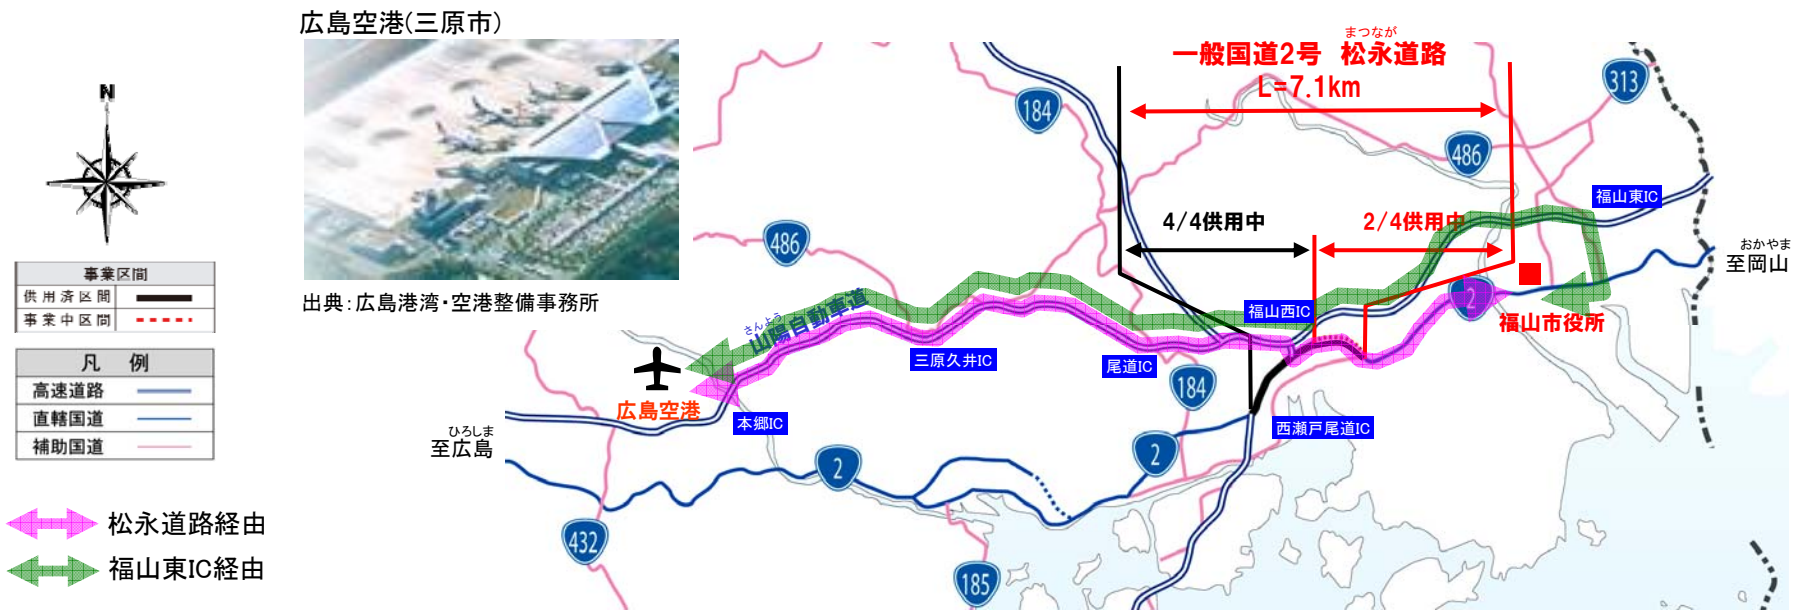 広島空港(三原市)
出典：広島港湾・空港整備事務所
N
事業区間
供用済区間
事業中区間
凡 例
高速道路
直轄国道
補助国道
松永道路経由
福山東IC経由
まつなが
一般国道2号 松永道路
L=7.1km
4/4供用中
2/4供用中
184
313
486
486
福山東IC
おかやま
至岡山
2
福山市役所
福山西IC
さんよう
山陽自動車道
三原久井IC
尾道IC
184
広島空港
本郷IC
西瀬戸尾道IC
ひろしま
至広島
2
2
432
185